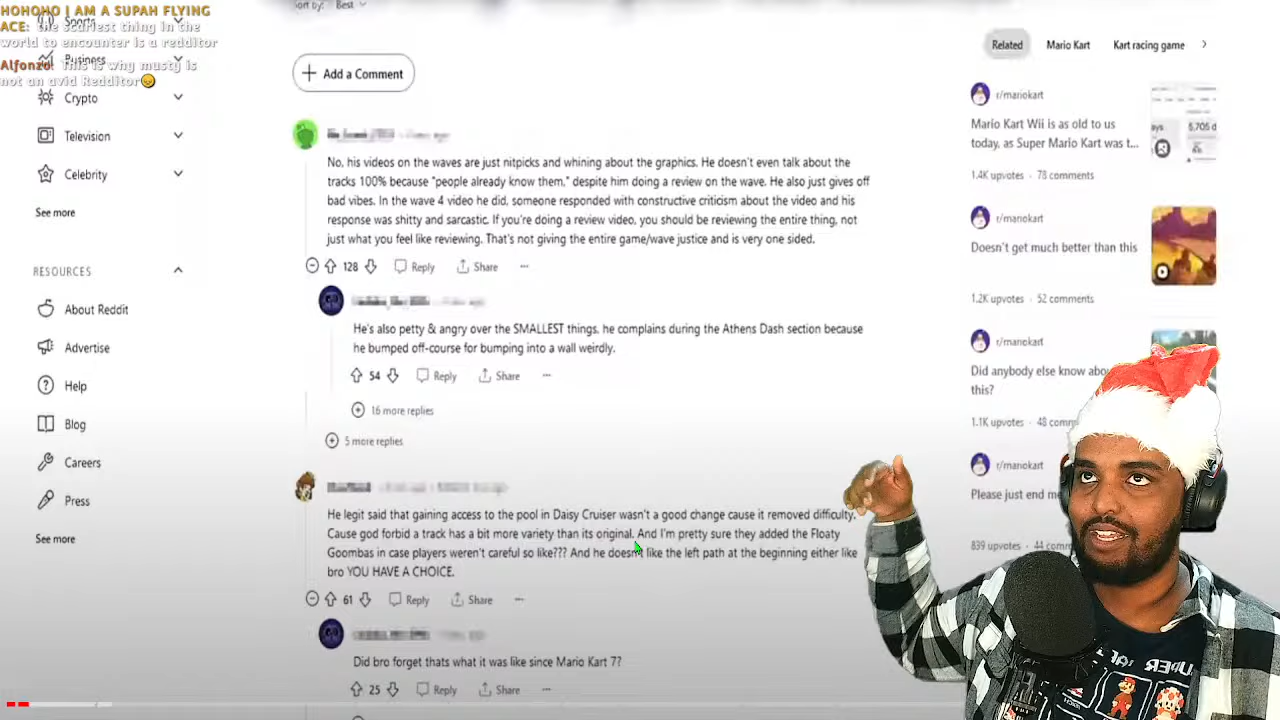 HOHOHO I AM A SUPAH FLYING
ACE: the scariest thing in the
world to encounter is a redditor
Alfonzo: This is why musty is
not an avid Redditor
Sports
Business
Crypto
Television
Celebrity
See more
RESOURCES
About Reddit
Advertise
Help
Blog
Careers
Press
See more
Sort by: Best
+ Add a Comment
No, his videos on the waves are just nitpicks and whining about the graphics. He doesn't even talk about the
tracks 100% because "people already know them," despite him doing a review on the wave. He also just gives off
bad vibes. In the wave 4 video he did, someone responded with constructive criticism about the video and his
response was shitty and sarcastic. If you're doing a review video, you should be reviewing the entire thing, not
just what you feel like reviewing. That's not giving the entire game/wave justice and is very one sided.
128 Reply Share ...
He's also petty & angry over the SMALLEST things, he complains during the Athens Dash section because
he bumped off-course for bumping into a wall weirdly.
54 Reply Share ...
16 more replies
5 more replies
He legit said that gaining access to the pool in Daisy Cruiser wasn't a good change cause it removed difficulty.
Cause god forbid a track has a bit more variety than its original. And I'm pretty sure they added the Floaty
Goombas in case players weren't careful so like??? And he doesn't like the left path at the beginning either like
bro YOU HAVE A CHOICE.
61 Reply Share ...
Did bro forget thats what it was like since Mario Kart 7?
25 Reply Share ...
Related Mario Kart Kart racing game
r/mariokart
Mario Kart Wii is as old to us
today, as Super Mario Kart was t...
1.4K upvotes · 78 comments
5,705 d
r/mariokart
Doesn't get much better than this
1.2K upvotes · 52 comments
r/mariokart
Did anybody else know abo
this?
1.1K upvotes · 48 comm
r/mariokart
Please just end me
839 upvotes · 44 comm
SUPER